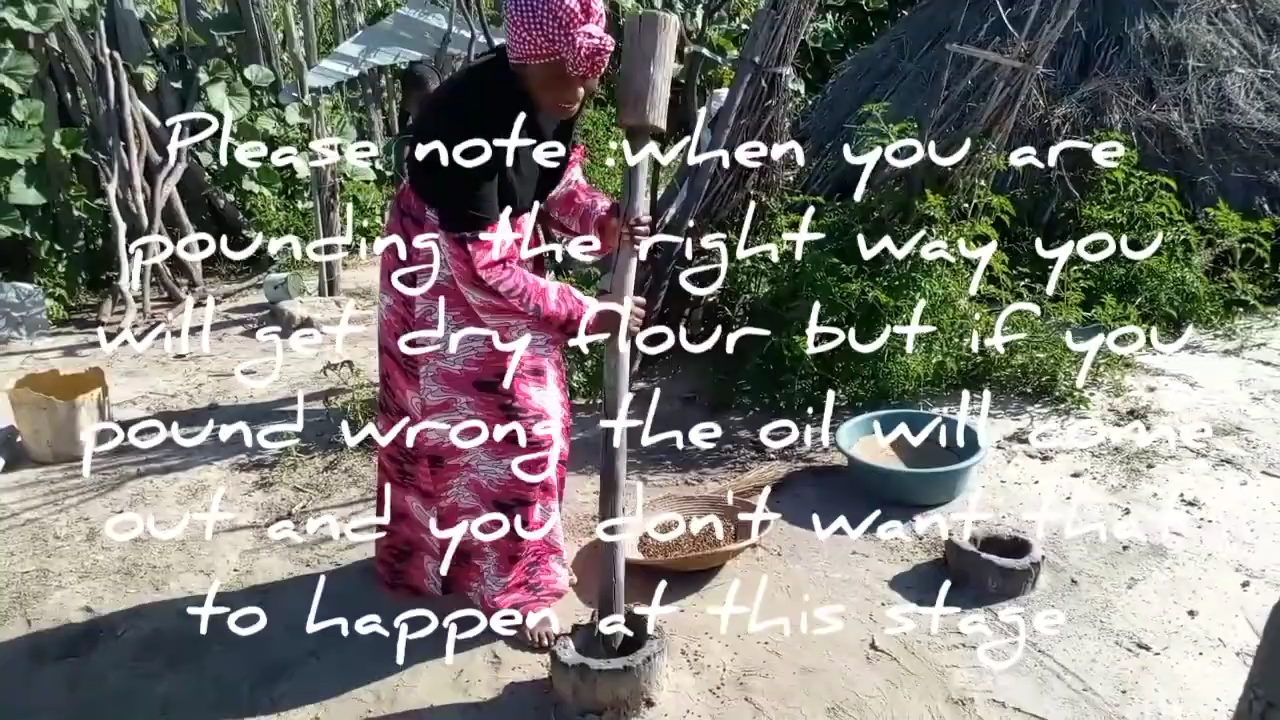 Please note :when you are
pounding the right way you
will get dry flour but if you
pound wrong the oil will come
out and you don't want that
to happen at this stage